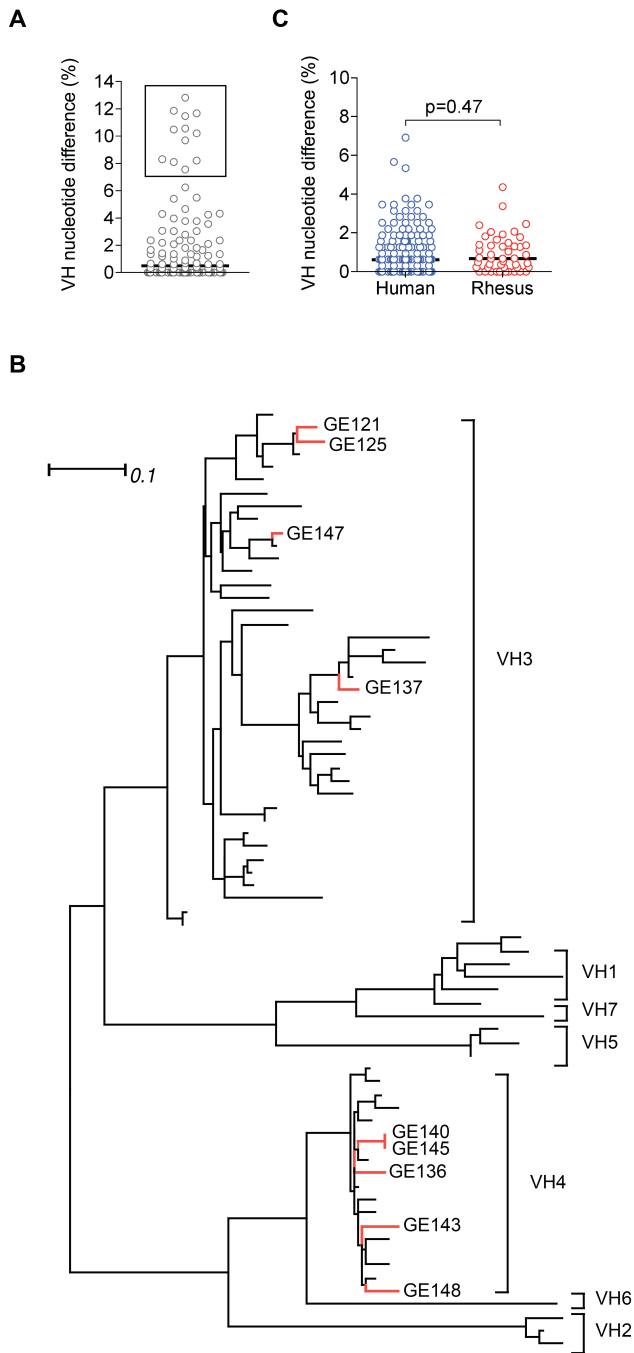 A
VH nucleotide difference (%)
14
12
10
8
6
4
2
0
C
VH nucleotide difference (%)
10
8
6
4
2
0
p=0.47
Human
Rhesus
B
0.1
GE121
GE125
GE147
GE137
VH3
VH1
VH7
VH5
GE140
GE145
GE136
GE143
GE148
VH4
VH6
VH2